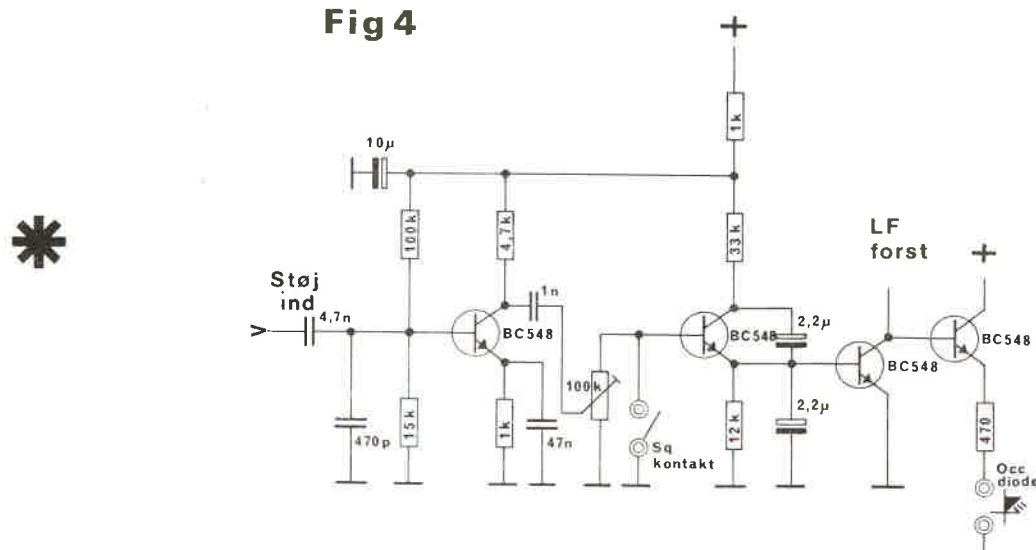 Fig 4
1k
10µ
100k
4,7k
33k
LF
forst
Støj
ind
4,7n
1n
BC548
BC548
2,2µ
BC548
BC548
100k
470p
15k
1k
47n
Sq
kontakt
12k
2,2µ
470
Occ
diode